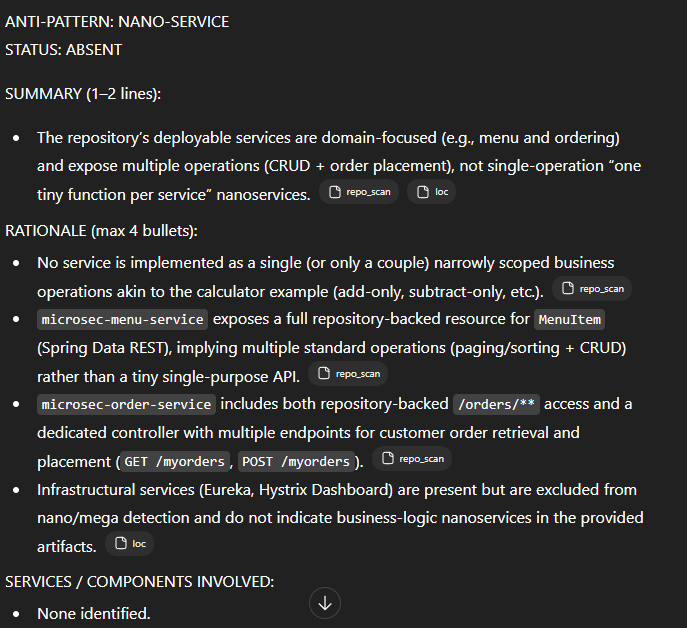 ANTI-PATTERN: NANO-SERVICE
STATUS: ABSENT
SUMMARY (1–2 lines):
• The repository’s deployable services are domain-focused (e.g., menu and ordering)
and expose multiple operations (CRUD + order placement), not single-operation “one
tiny function per service” nanoservices. repo_scan loc
RATIONALE (max 4 bullets):
• No service is implemented as a single (or only a couple) narrowly scoped business
operations akin to the calculator example (add-only, subtract-only, etc.). repo_scan
• microsec-menu-service exposes a full repository-backed resource for MenuItem
(Spring Data REST), implying multiple standard operations (paging/sorting + CRUD)
rather than a tiny single-purpose API. repo_scan
• microsec-order-service includes both repository-backed /orders/** access and a
dedicated controller with multiple endpoints for customer order retrieval and
placement (GET /myorders, POST /myorders). repo_scan
• Infrastructural services (Eureka, Hystrix Dashboard) are present but are excluded from
nano/mega detection and do not indicate business-logic nanoservices in the provided
artifacts. loc
SERVICES / COMPONENTS INVOLVED:
• None identified.